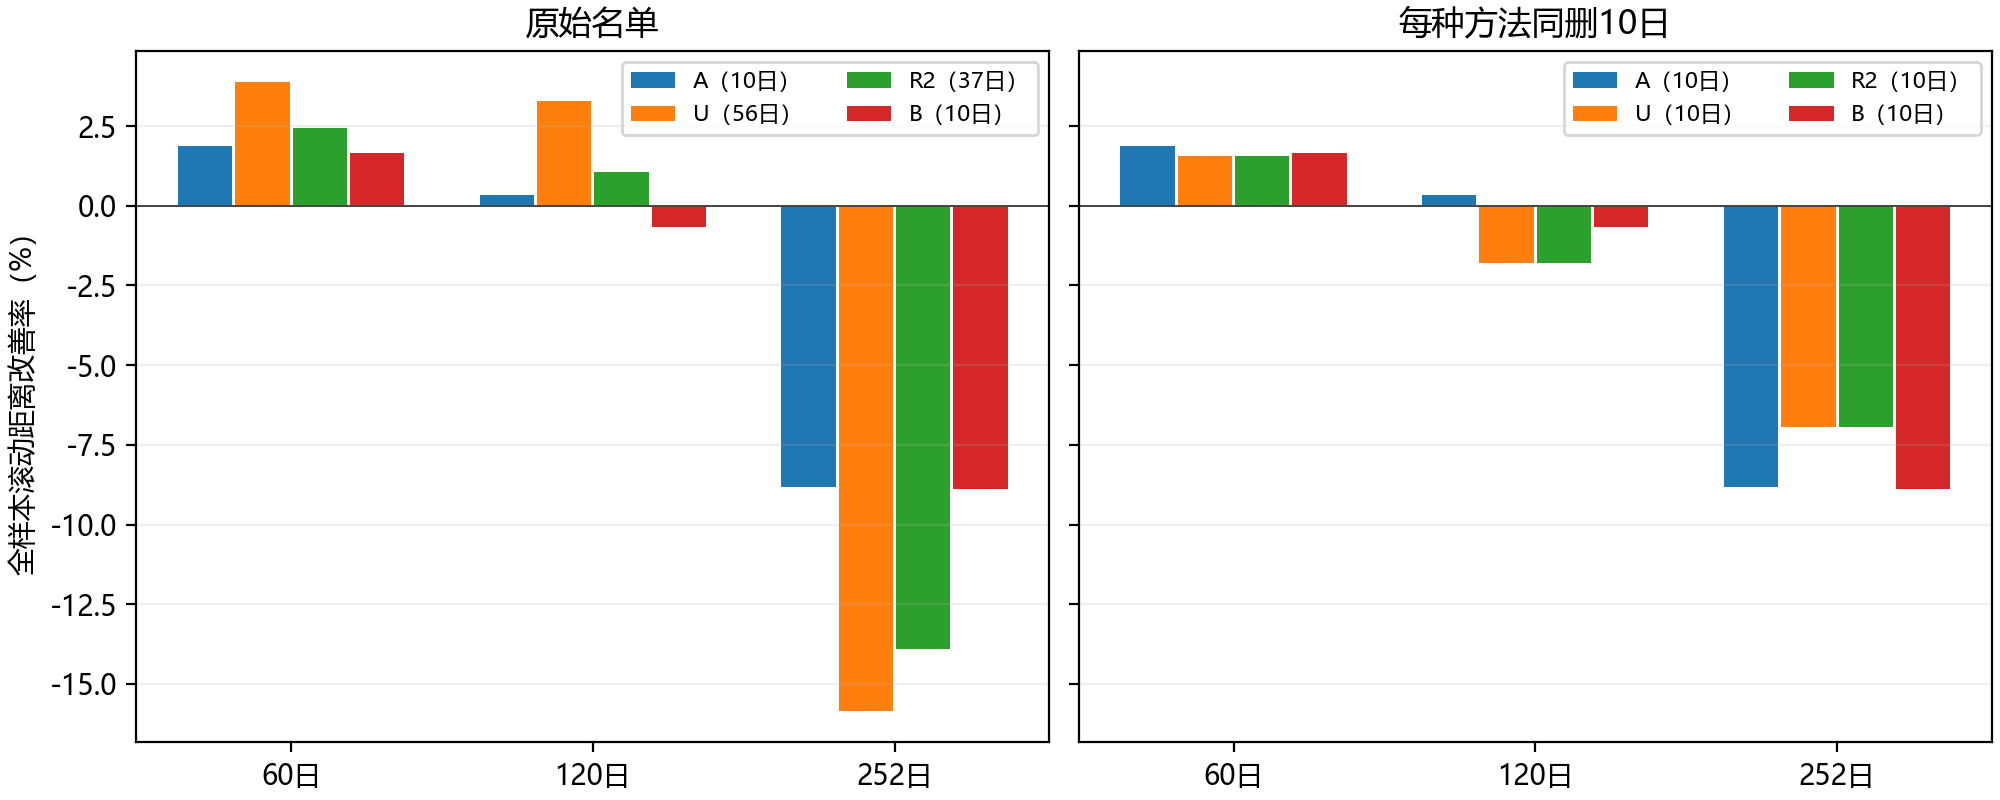 原始名单
A（10日）
U（56日）
R2（37日）
B（10日）
全样本滚动距离改善率（%）
2.5
0.0
-2.5
-5.0
-7.5
-10.0
-12.5
-15.0
60日
120日
252日
每种方法同删10日
A（10日）
U（10日）
R2（10日）
B（10日）
60日
120日
252日